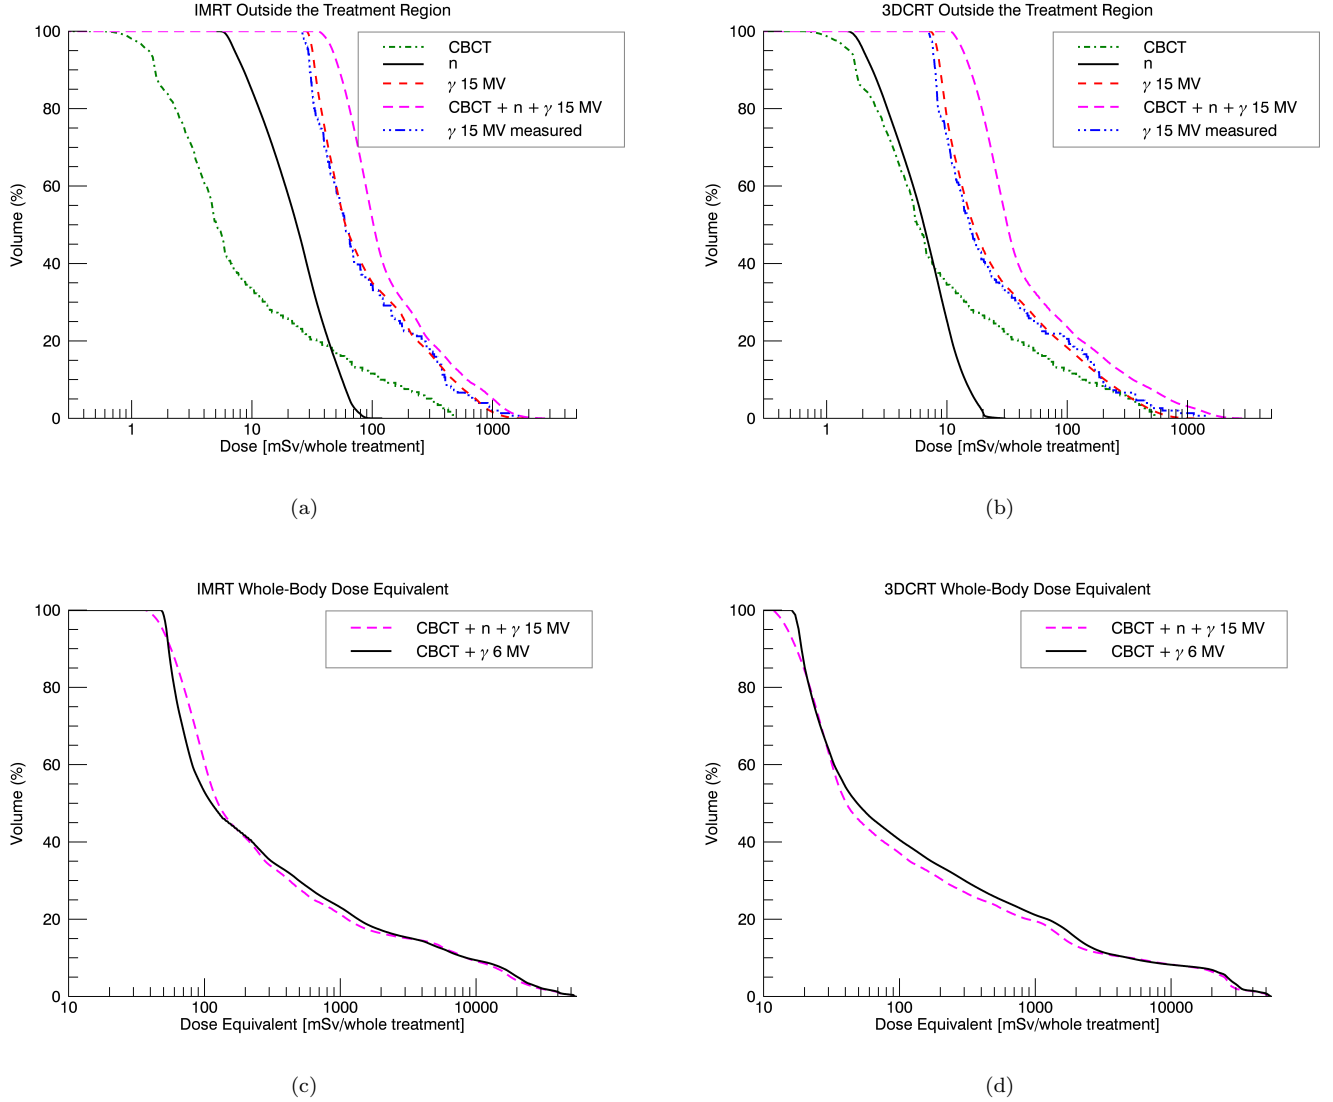 IMRT Outside the Treatment Region
100
80
60
40
20
0
Volume (%)
CBCT
n
γ 15 MV
CBCT + n + γ 15 MV
γ 15 MV measured
1
10
100
1000
Dose [mSv/whole treatment]
(a)
3DCRT Outside the Treatment Region
100
80
60
40
20
0
Volume (%)
CBCT
n
γ 15 MV
CBCT + n + γ 15 MV
γ 15 MV measured
1
10
100
1000
Dose [mSv/whole treatment]
(b)
IMRT Whole-Body Dose Equivalent
100
80
60
40
20
0
Volume (%)
CBCT + n + γ 15 MV
CBCT + γ 6 MV
10
100
1000
10000
Dose Equivalent [mSv/whole treatment]
(c)
3DCRT Whole-Body Dose Equivalent
100
80
60
40
20
0
Volume (%)
CBCT + n + γ 15 MV
CBCT + γ 6 MV
10
100
1000
10000
Dose Equivalent [mSv/whole treatment]
(d)